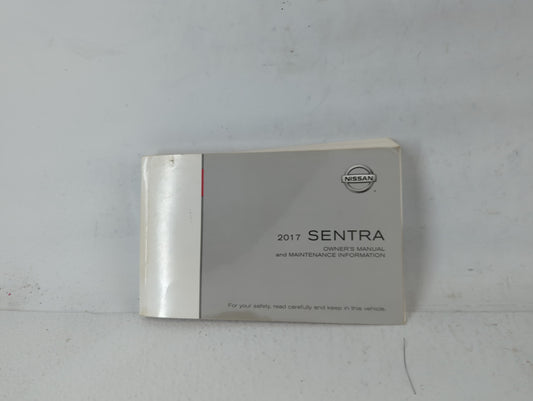 NISSAN
2017 SENTRA
OWNER'S MANUAL
and MAINTENANCE INFORMATION
For your safety, read carefully and keep in this vehicle.